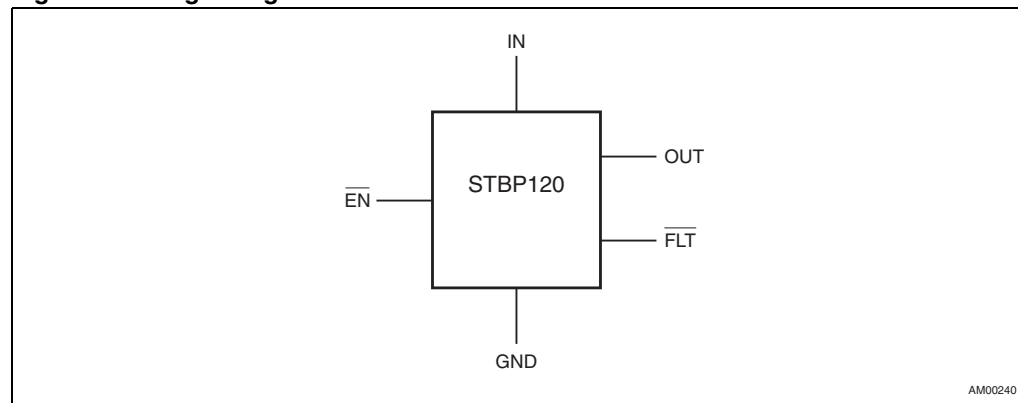 IN
OUT
STBP120
EN
FLT
GND
AM00240